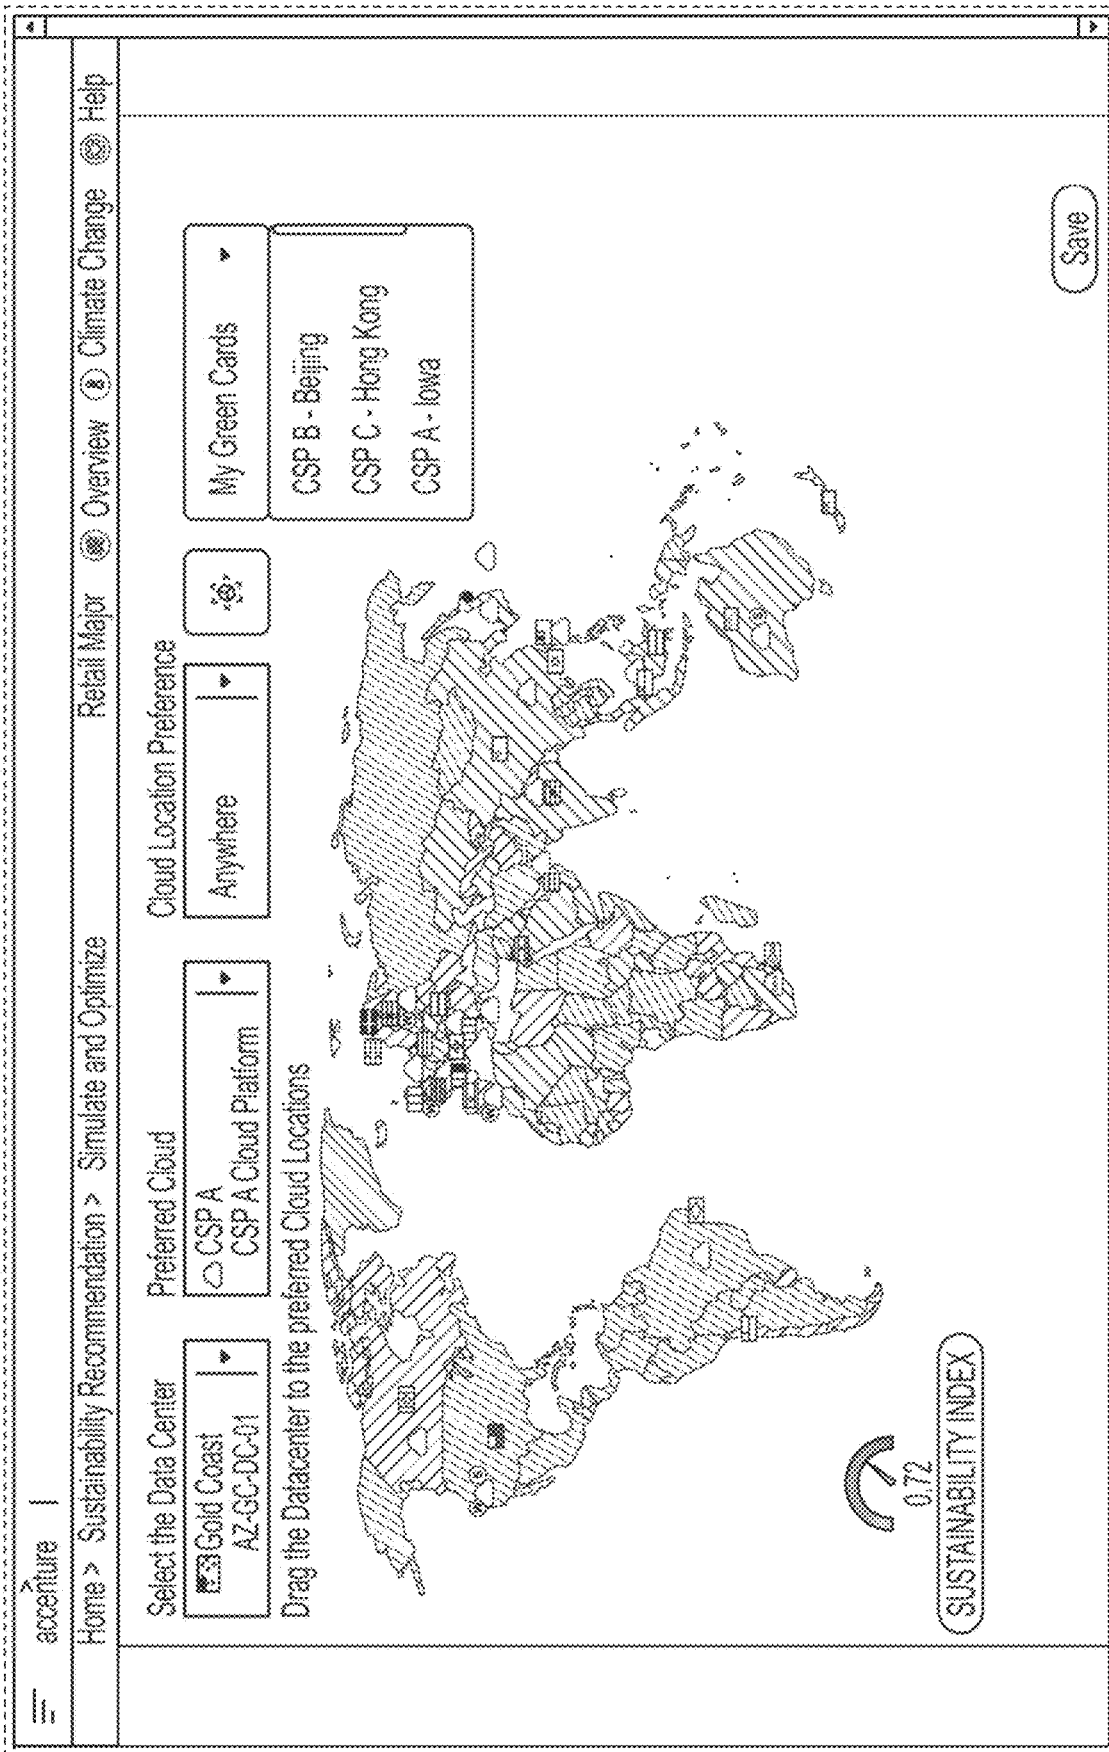 accenture
Home > Sustainability Recommendation > Simulate and Optimize
Retail Major Overview Climate Change Help
Select the Data Center
Gold Coast
AZ-GC-DC-01
Preferred Cloud
CSP A
CSP A Cloud Platform
Cloud Location Preference
Anywhere
My Green Cards
CSP B - Beijing
CSP C - Hong Kong
CSP A - Iowa
Drag the Datacenter to the preferred Cloud Locations
0.72
SUSTAINABILITY INDEX
Save